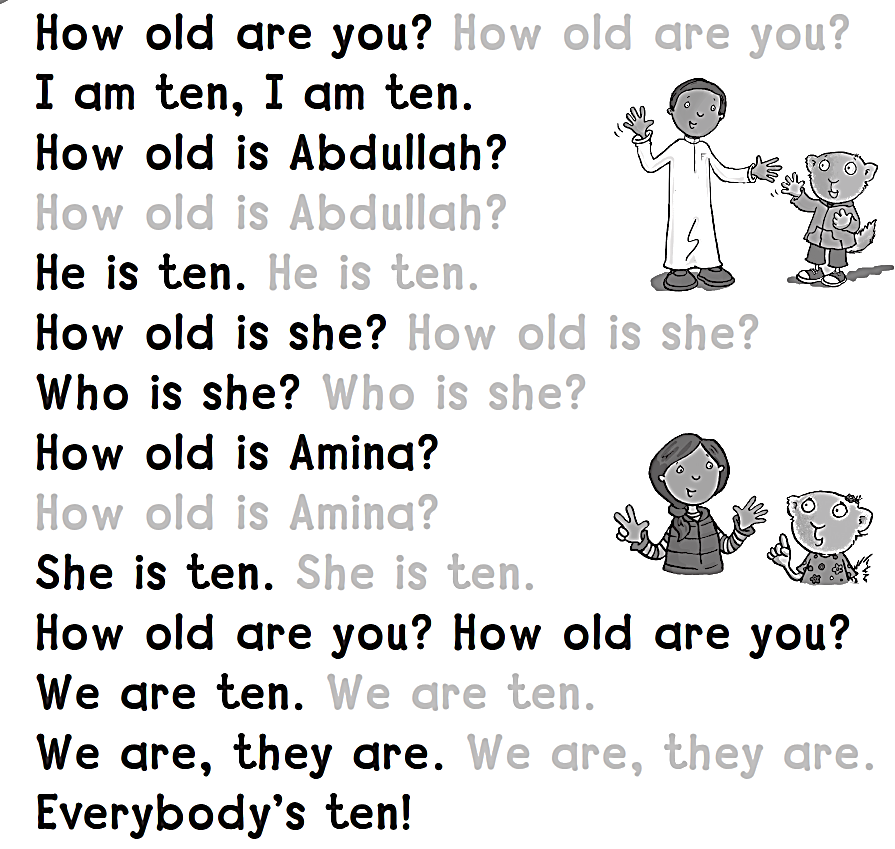 How old are you? How old are you?
I am ten, I am ten.
How old is Abdullah?
How old is Abdullah?
He is ten. He is ten.
How old is she? How old is she?
Who is she? Who is she?
How old is Amina?
How old is Amina?
She is ten. She is ten.
How old are you? How old are you?
We are ten. We are ten.
We are, they are. We are, they are.
Everybody's ten!